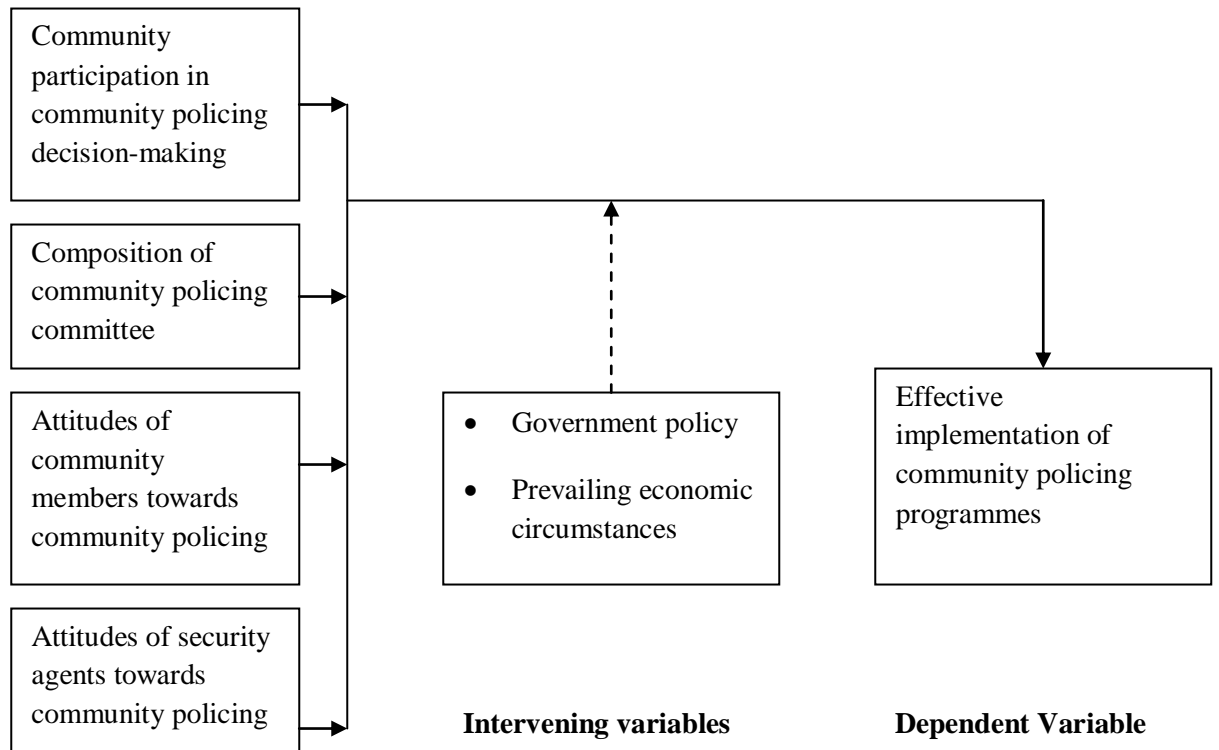 Community
participation in
community policing
decision-making
Composition of
community policing
committee
Attitudes of
community
members towards
community policing
Attitudes of security
agents towards
community policing
• Government policy
• Prevailing economic
circumstances
Intervening variables
Effective
implementation of
community policing
programmes
Dependent Variable